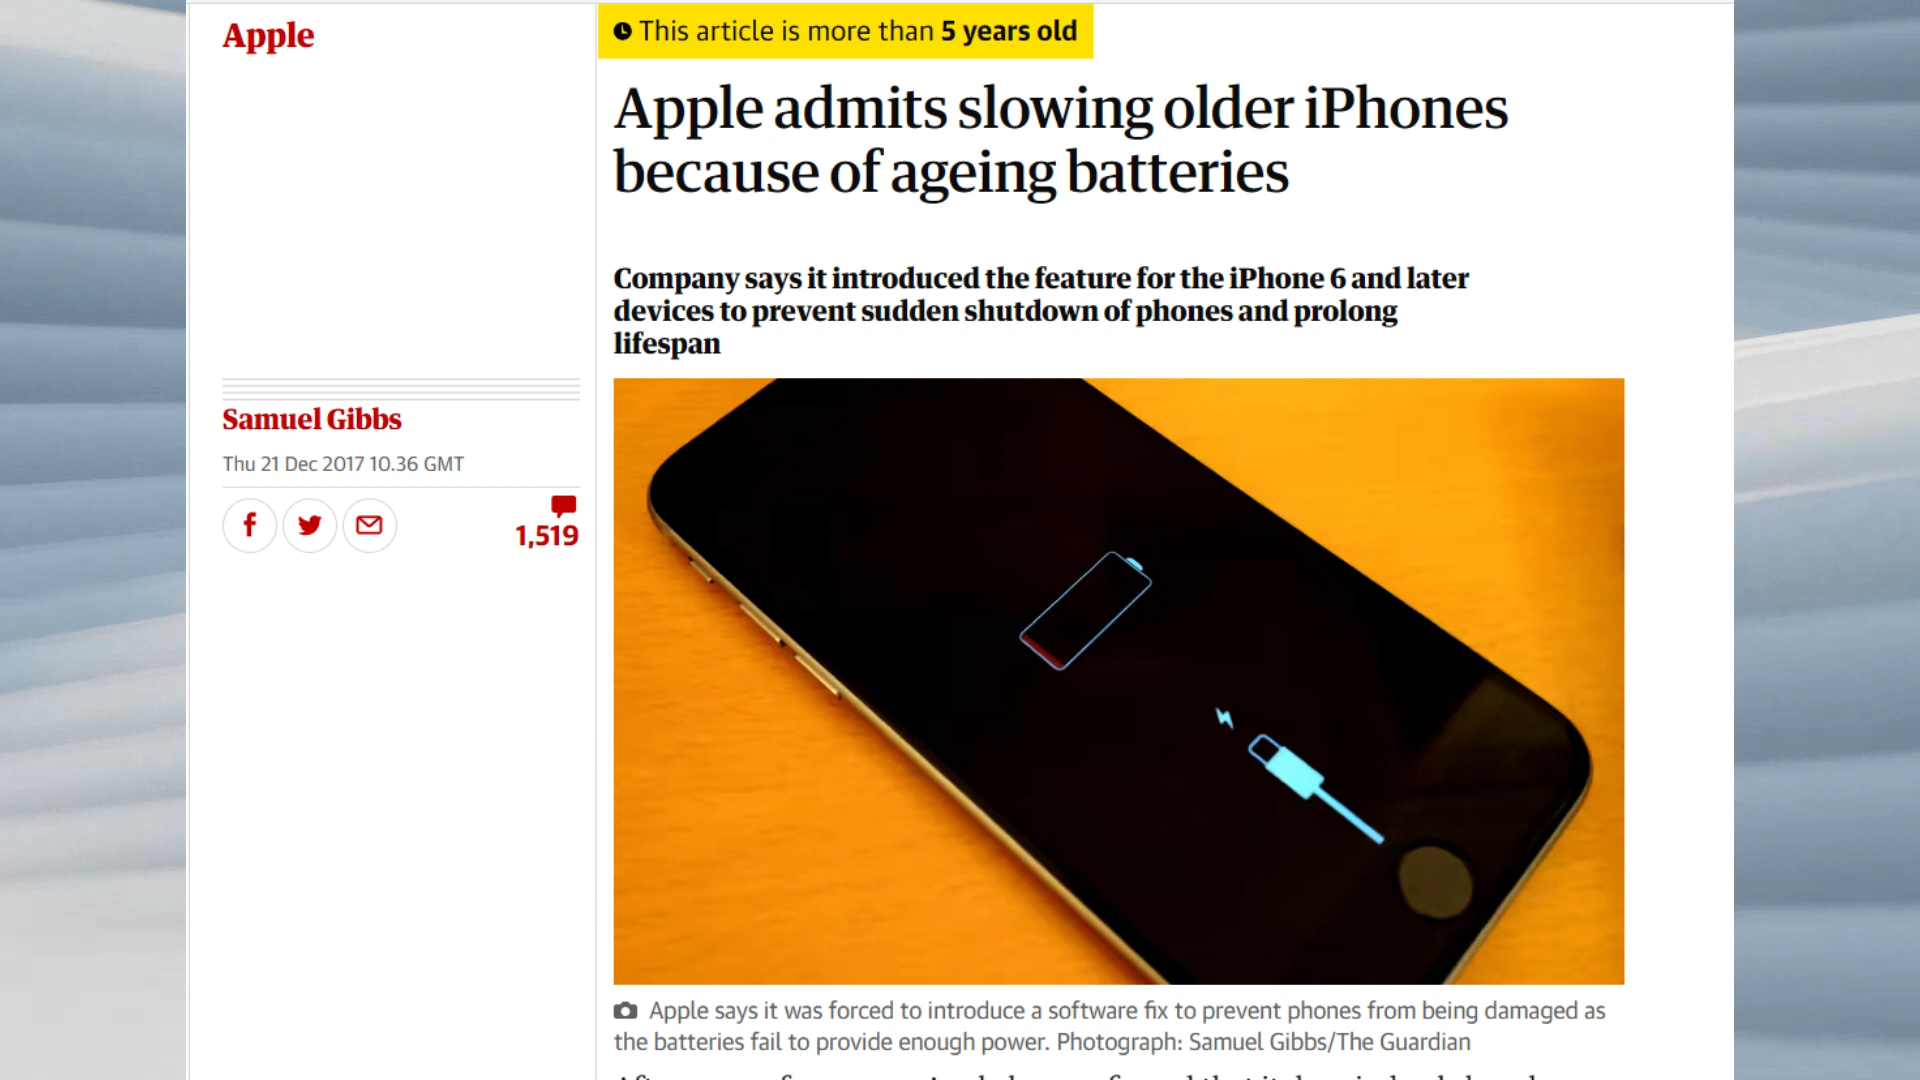 Apple
This article is more than 5 years old
Apple admits slowing older iPhones
because of ageing batteries
Company says it introduced the feature for the iPhone 6 and later
devices to prevent sudden shutdown of phones and prolong
lifespan
Samuel Gibbs
Thu 21 Dec 2017 10.36 GMT
1,519
Apple says it was forced to introduce a software fix to prevent phones from being damaged as
the batteries fail to provide enough power. Photograph: Samuel Gibbs/The Guardian